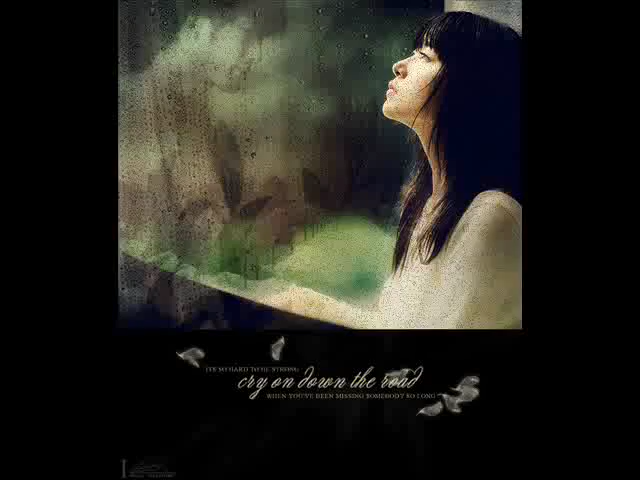 IT'S SO HARD TO BE STRONG
cry on down the road
WHEN YOU'VE BEEN MISSING SOMEBODY SO LONG